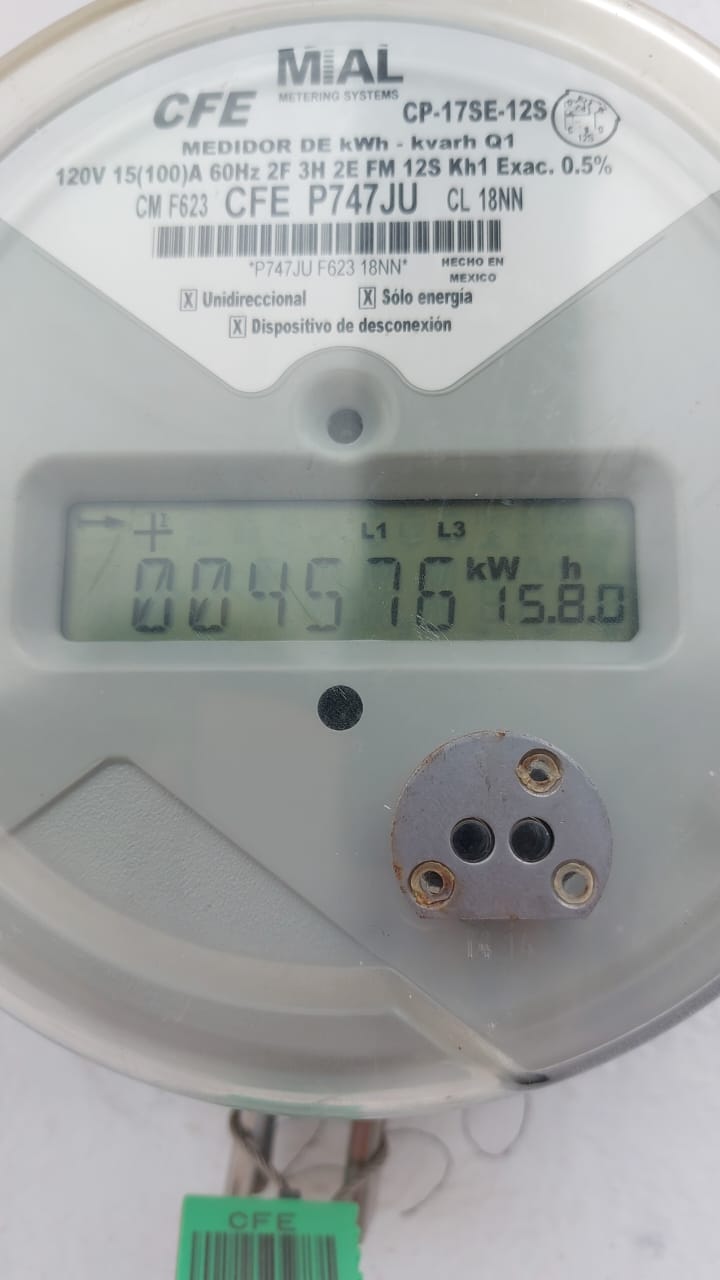 MIAL
METERING SYSTEMS
CFE
CP-17SE-12S
MEDIDOR DE kWh - kvarh Q1
120V 15(100)A 60Hz 2F 3H 2E FM 12S Kh1 Exac. 0.5%
CM F623 CFE P747JU CL 18NN
*P747JU F623 18NN*
HECHO EN
MEXICO
X Unidireccional X Sólo energía
X Dispositivo de desconexión
L1 L3
004576 kW h 15.8.0
CFE